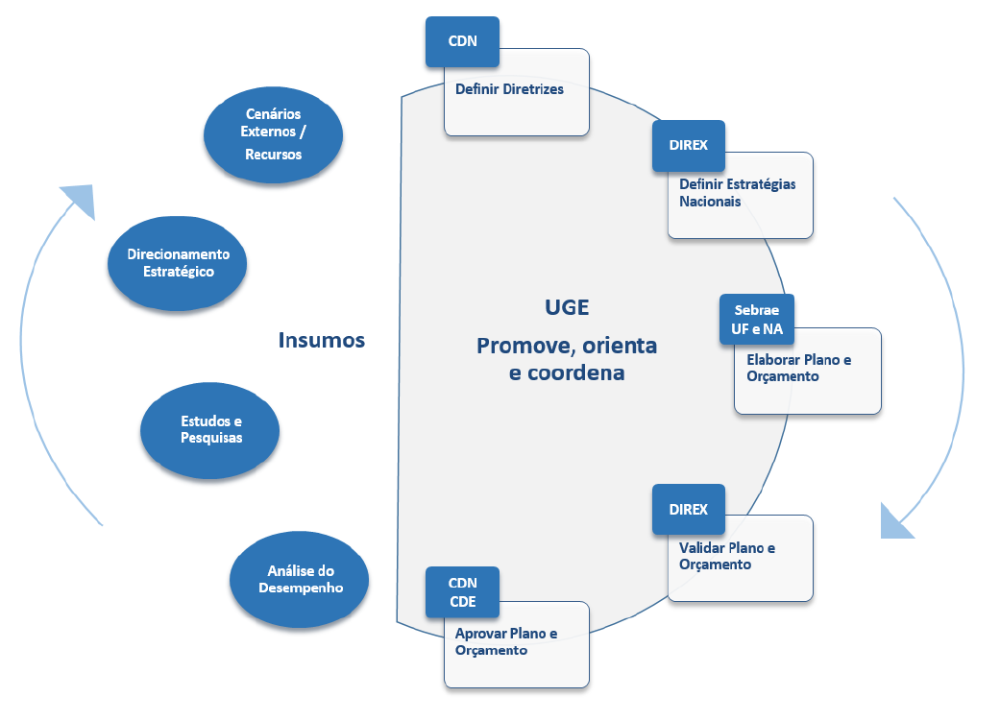 CDN
Definir Diretrizes
Cenários
Externos /
Recursos
DIREX
Definir Estratégias
Nacionais
Direcionamento
Estratégico
Insumos
UGE
Promove, orienta
e coordena
Sebrae
UF e NA
Elaborar Plano e
Orçamento
Estudos e
Pesquisas
DIREX
Validar Plano e
Orçamento
Análise do
Desempenho
CDN
CDE
Aprovar Plano e
Orçamento